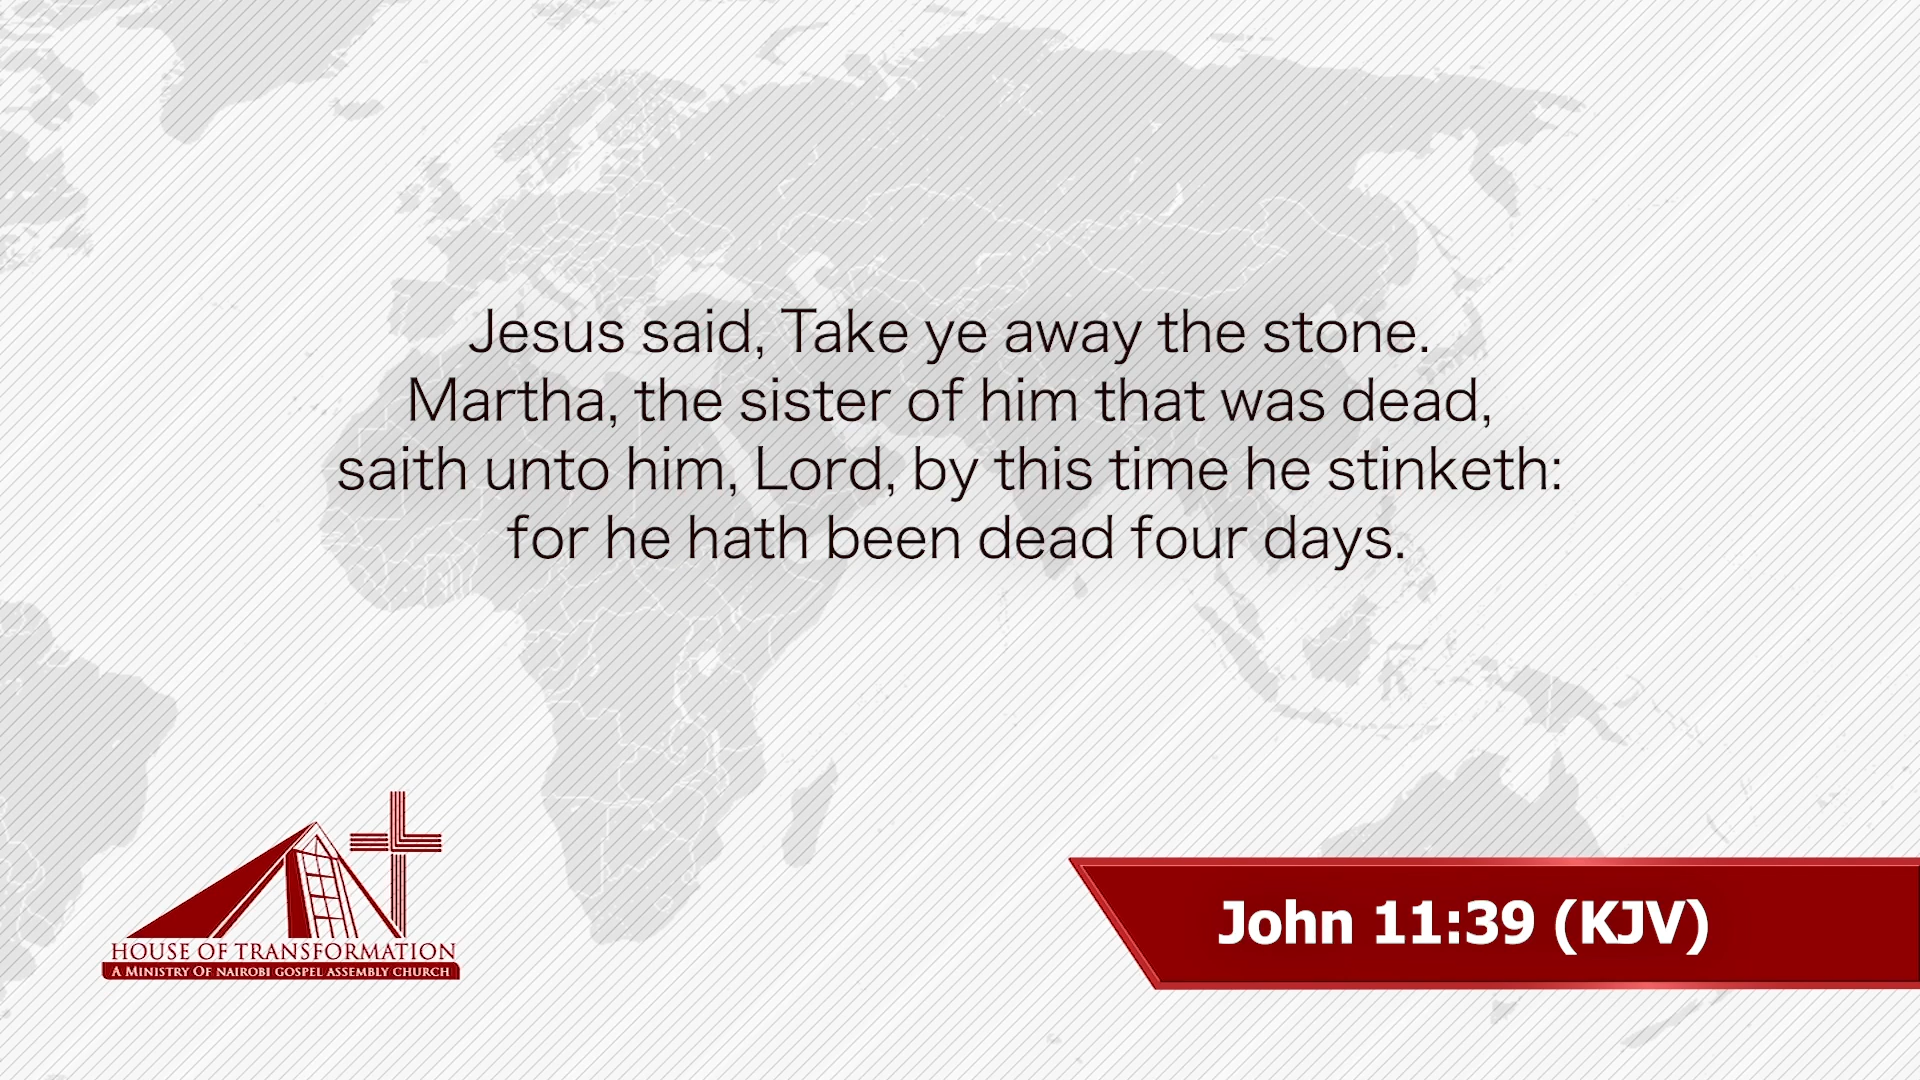 Jesus said, Take ye away the stone.
Martha, the sister of him that was dead,
saith unto him, Lord, by this time he stinketh:
for he hath been dead four days.
HOUSE OF TRANSFORMATION
A MINISTRY OF NAIROBI GOSPEL ASSEMBLY CHURCH
John 11:39 (KJV)